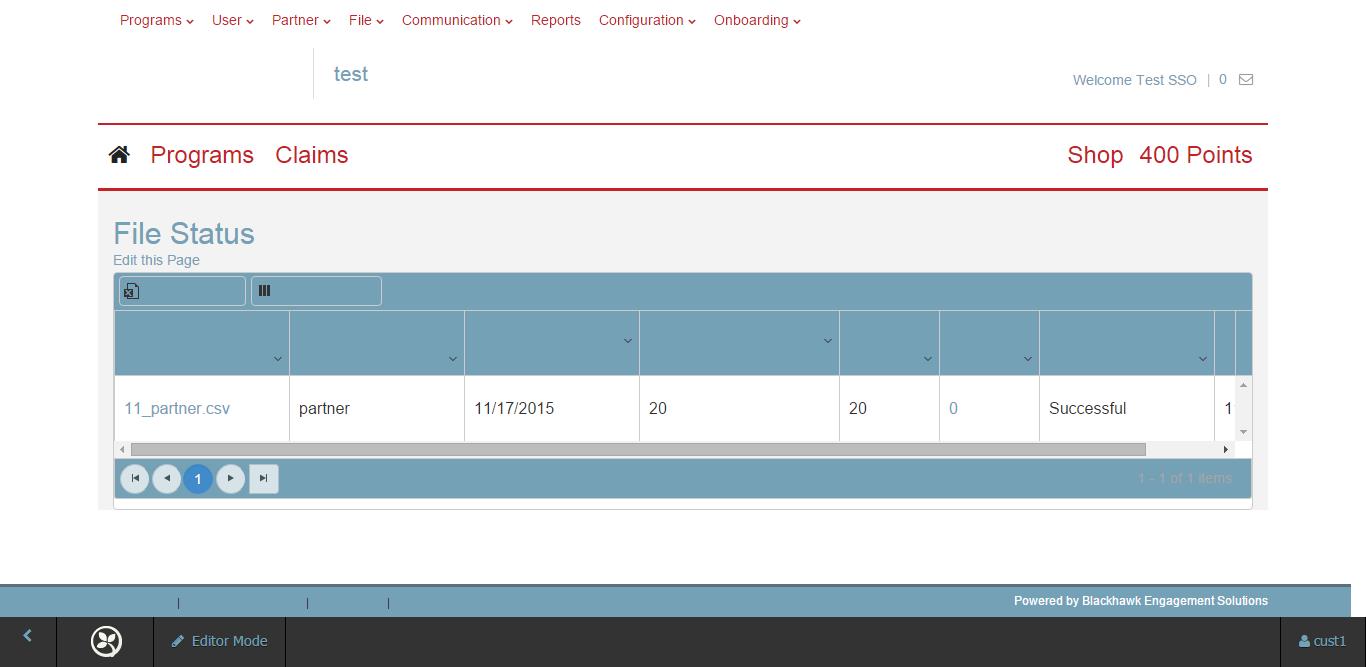 Programs User Partner File Communication Reports Configuration Onboarding
test
Welcome Test SSO | 0
Programs Claims Shop 400 Points
File Status
Edit this Page
11_partner.csv partner 11/17/2015 20 20 0 Successful
1
1 - 1 of 1 items
| | | Powered by Blackhawk Engagement Solutions
Editor Mode cust1